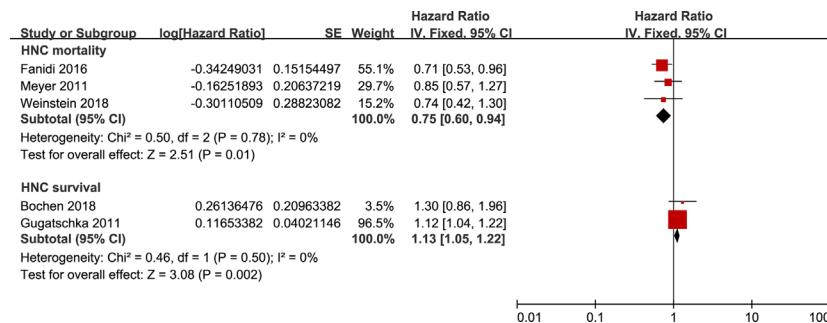 Hazard Ratio Hazard Ratio
Study or Subgroup log[Hazard Ratio] SE Weight IV, Fixed, 95% CI IV, Fixed, 95% CI
HNC mortality
Fanidi 2016 -0.34249031 0.15154497 55.1% 0.71 [0.53, 0.96]
Meyer 2011 -0.16251893 0.20637219 29.7% 0.85 [0.57, 1.27]
Weinstein 2018 -0.30110509 0.28823082 15.2% 0.74 [0.42, 1.30]
Subtotal (95% CI) 100.0% 0.75 [0.60, 0.94]
Heterogeneity: Chi² = 0.50, df = 2 (P = 0.78); I² = 0%
Test for overall effect: Z = 2.51 (P = 0.01)
HNC survival
Bochen 2018 0.26136476 0.20963382 3.5% 1.30 [0.86, 1.96]
Gugatschka 2011 0.11653382 0.04021146 96.5% 1.12 [1.04, 1.22]
Subtotal (95% CI) 100.0% 1.13 [1.05, 1.22]
Heterogeneity: Chi² = 0.46, df = 1 (P = 0.50); I² = 0%
Test for overall effect: Z = 3.08 (P = 0.002)
0.01 0.1 1 10 100